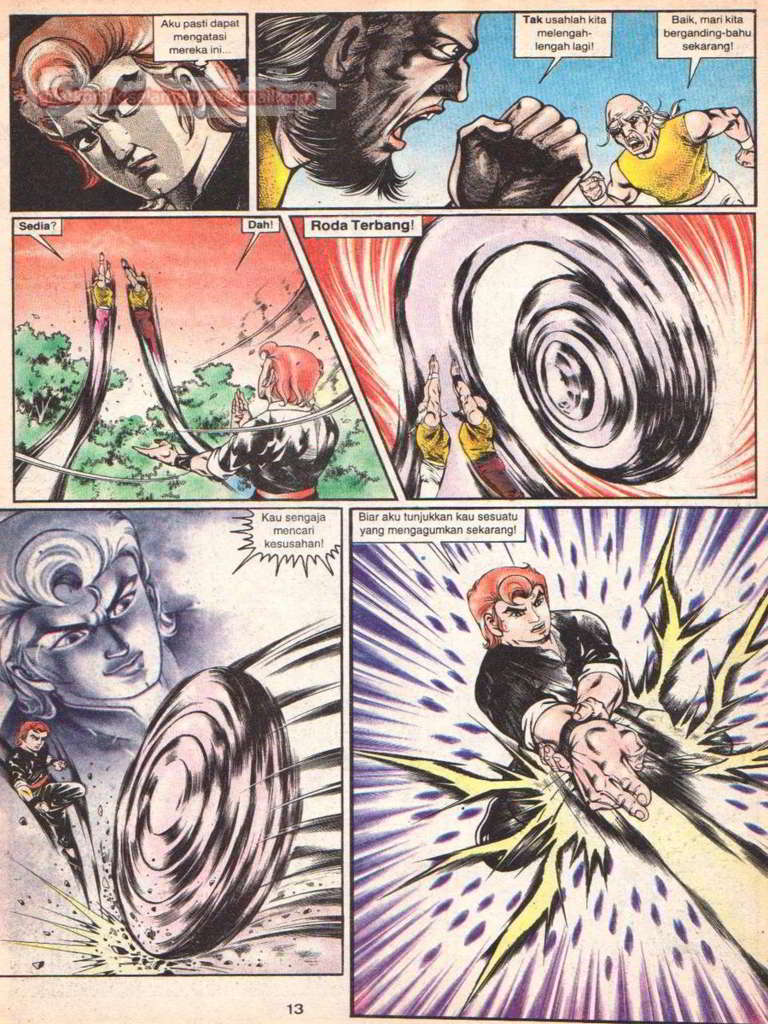 Aku pasti dapat
mengatasi
mereka ini...
Tak usahlah kita
melengah-
lengah lagi!
Baik, mari kita
berganding-bahu
sekarang!
Sedia?
Dah!
Roda Terbang!
Kau sengaja
mencari
kesusahan!
Biar aku tunjukkan kau sesuatu
yang mengagumkan sekarang!
13